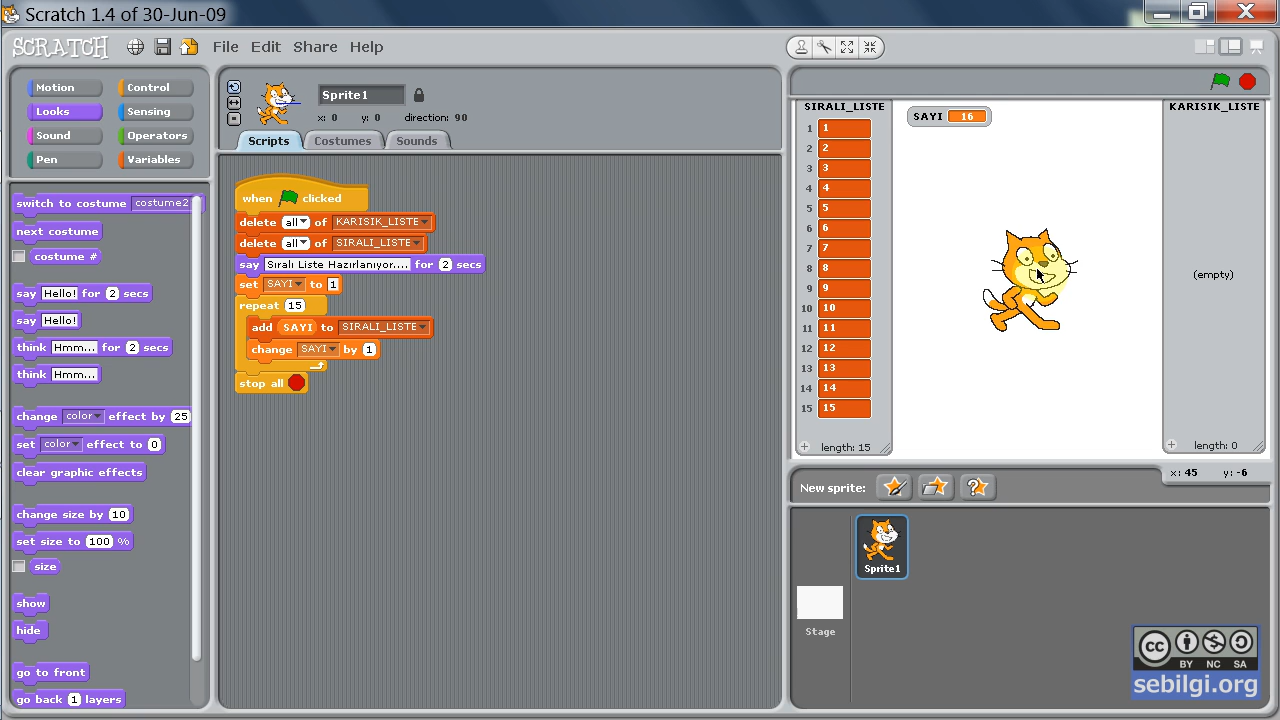 Scratch 1.4 of 30-Jun-09
SCRATCH File Edit Share Help
Motion Control
Looks Sensing
Sound Operators
Pen Variables
switch to costume costume2
next costume
costume #
say Hello! for 2 secs
say Hello!
think Hmm... for 2 secs
think Hmm...
change color effect by 25
set color effect to 0
clear graphic effects
change size by 10
set size to 100 %
size
show
hide
go to front
go back 1 layers
Sprite1
x: 0 y: 0 direction: 90
Scripts Costumes Sounds
when clicked
delete all of KARISIK_LISTE
delete all of SIRALI_LISTE
say Sıralı Liste Hazırlanıyor.... for 2 secs
set SAYI to 1
repeat 15
add SAYI to SIRALI_LISTE
change SAYI by 1
stop all
SIRALI_LISTE
1 1
2 2
3 3
4 4
5 5
6 6
7 7
8 8
9 9
10 10
11 11
12 12
13 13
14 14
15 15
+ length: 15
SAYI 16
KARISIK_LISTE
(empty)
+ length: 0
x: 45 y: -6
New sprite:
Sprite1
Stage
cc BY NC SA
sebilgi.org